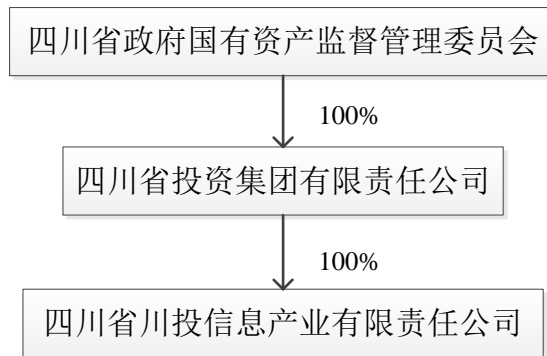 四川省政府国有资产监督管理委员会
100%
四川省投资集团有限责任公司
100%
四川省川投信息产业有限责任公司